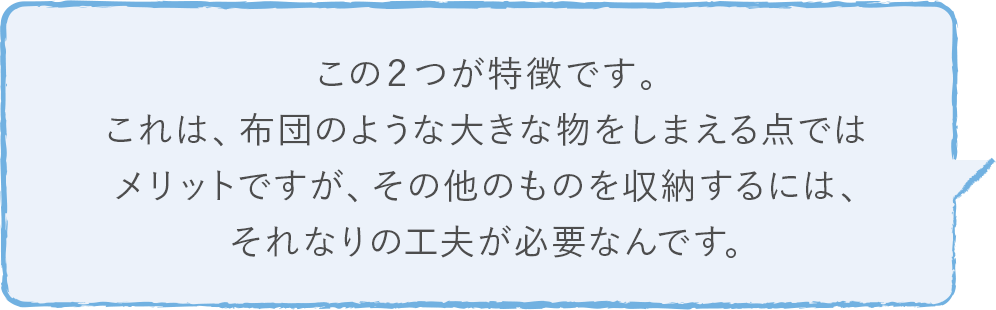 この２つが特徴です。
これは、布団のような大きな物をしまえる点では
メリットですが、その他のものを収納するには、
それなりの工夫が必要なんです。